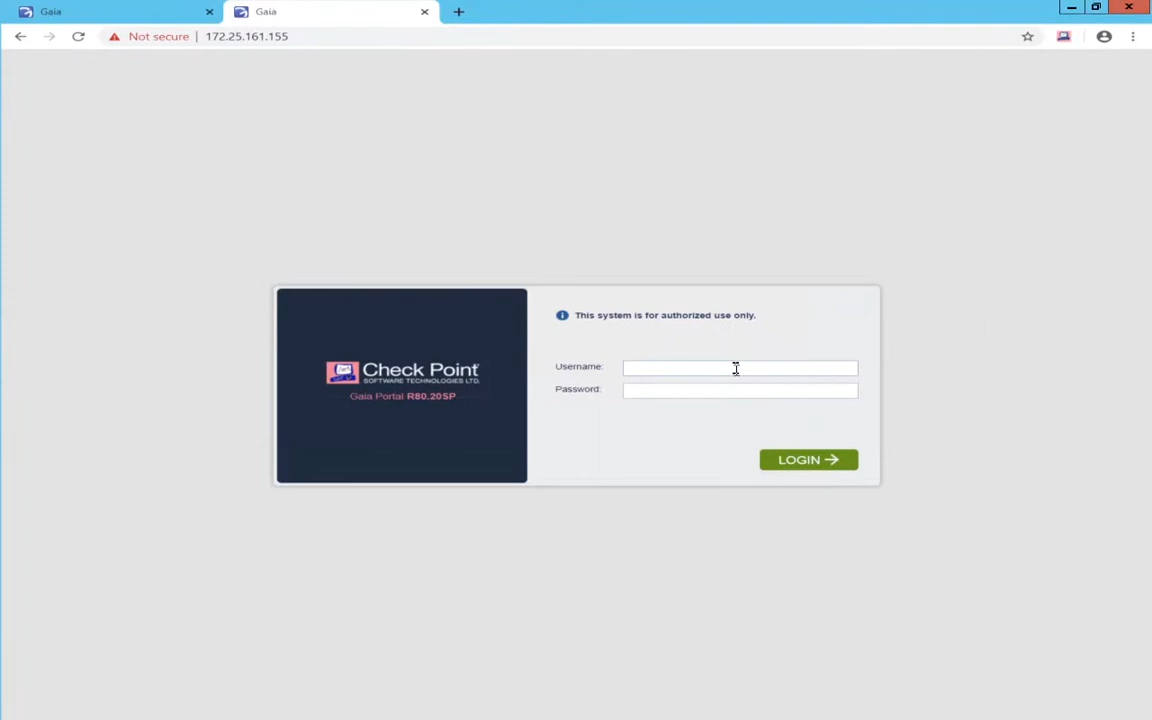 Gaia
Gaia
Not secure | 172.25.161.155
This system is for authorized use only.
Check Point
SOFTWARE TECHNOLOGIES LTD.
Gaia Portal R80.20SP
Username:
Password:
LOGIN